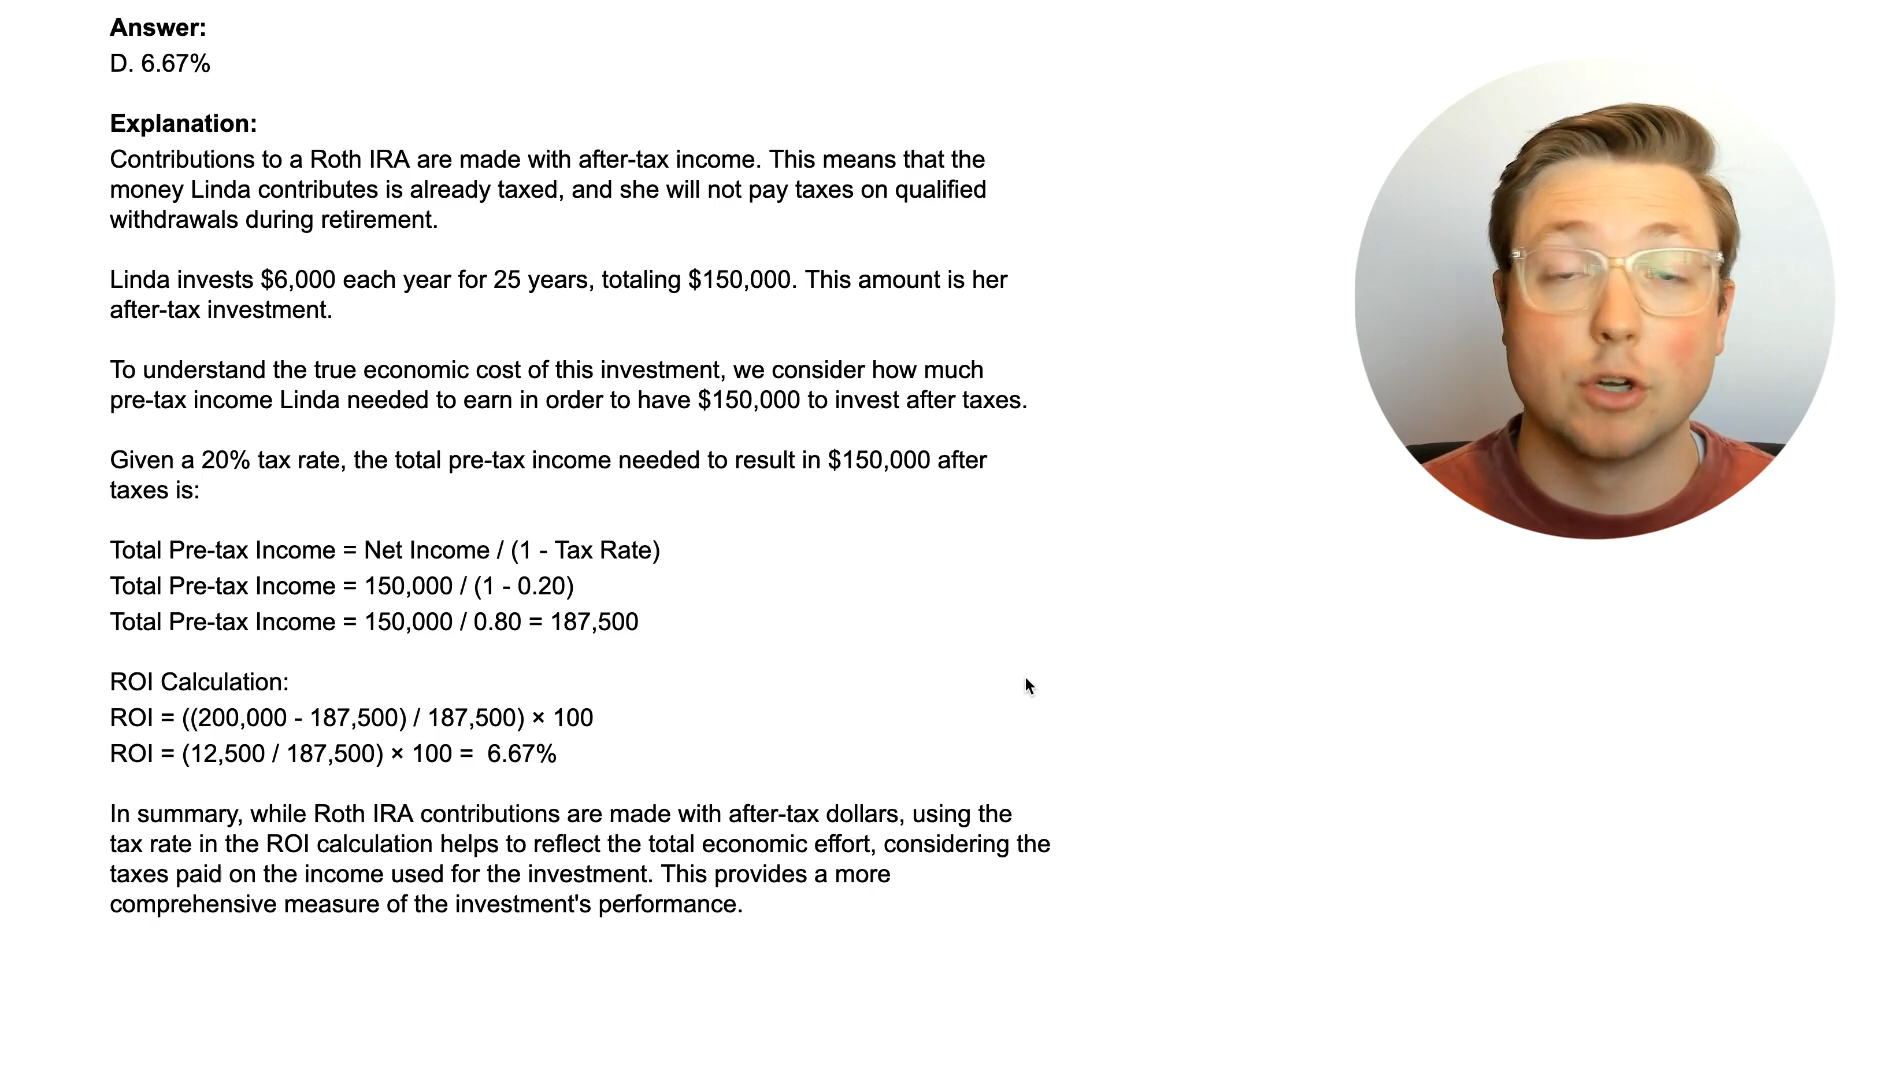 Answer:
D. 6.67%
Explanation:
Contributions to a Roth IRA are made with after-tax income. This means that the
money Linda contributes is already taxed, and she will not pay taxes on qualified
withdrawals during retirement.
Linda invests $6,000 each year for 25 years, totaling $150,000. This amount is her
after-tax investment.
To understand the true economic cost of this investment, we consider how much
pre-tax income Linda needed to earn in order to have $150,000 to invest after taxes.
Given a 20% tax rate, the total pre-tax income needed to result in $150,000 after
taxes is:
Total Pre-tax Income = Net Income / (1 - Tax Rate)
Total Pre-tax Income = 150,000 / (1 - 0.20)
Total Pre-tax Income = 150,000 / 0.80 = 187,500
ROI Calculation:
ROI = ((200,000 - 187,500) / 187,500) × 100
ROI = (12,500 / 187,500) × 100 =  6.67%
In summary, while Roth IRA contributions are made with after-tax dollars, using the
tax rate in the ROI calculation helps to reflect the total economic effort, considering the
taxes paid on the income used for the investment. This provides a more
comprehensive measure of the investment's performance.